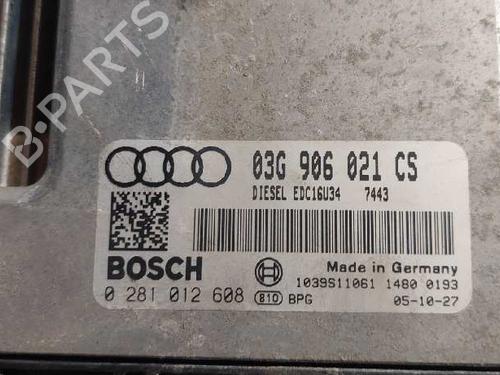 B-PARTS
03G 906 021 CS
DIESEL EDC16U34 7443
BOSCH
Made in Germany
1039S11061 1480 0193
0 281 012 608 810 BPG
05-10-27